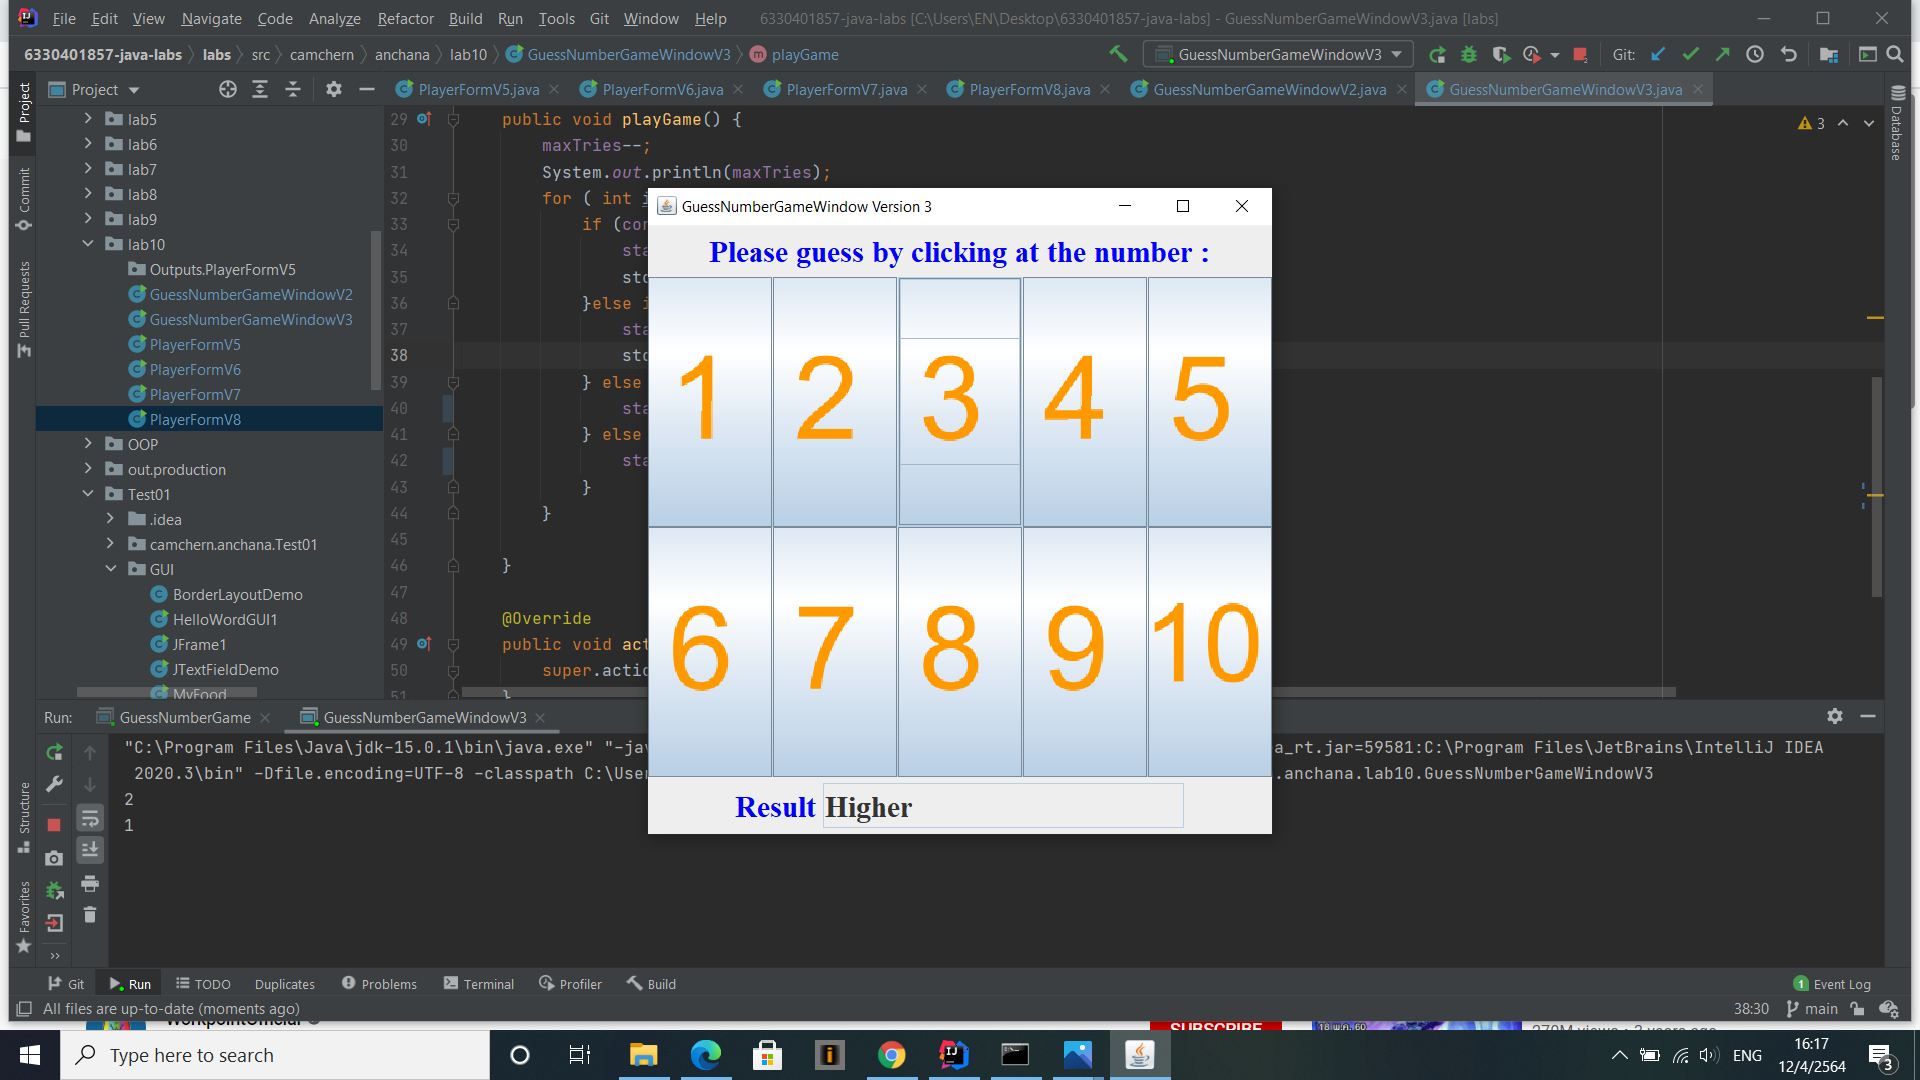 File Edit View Navigate Code Analyze Refactor Build Run Tools Git Window Help 6330401857-java-labs [C:\Users\EN\Desktop\6330401857-java-labs] - GuessNumberGameWindowV3.java [labs]
6330401857-java-labs labs src camchern anchana lab10 GuessNumberGameWindowV3 playGame GuessNumberGameWindowV3 Git:
Project PlayerFormV5.java PlayerFormV6.java PlayerFormV7.java PlayerFormV8.java GuessNumberGameWindowV2.java GuessNumberGameWindowV3.java
Project
Commit
Pull Requests
Structure
Favorites
Database
lab5
lab6
lab7
lab8
lab9
lab10
Outputs.PlayerFormV5
GuessNumberGameWindowV2
GuessNumberGameWindowV3
PlayerFormV5
PlayerFormV6
PlayerFormV7
PlayerFormV8
OOP
out.production
Test01
.idea
camchern.anchana.Test01
GUI
BorderLayoutDemo
HelloWordGUI1
JFrame1
JTextFieldDemo
MyFood
3
29 public void playGame() {
30 maxTries--;
31 System.out.println(maxTries);
32 for ( int i
33 if (con
34 sta
35 sto
36 }else i
37 sta
38 sto
39 } else
40 sta
41 } else
42 sta
43 }
44 }
45
46 }
47
48 @Override
49 public void act
50 super.actio
51 }
GuessNumberGameWindow Version 3
Please guess by clicking at the number :
1 2 3 4 5
6 7 8 9 10
Result Higher
Run: GuessNumberGame GuessNumberGameWindowV3
"C:\Program Files\Java\jdk-15.0.1\bin\java.exe" "-jav a_rt.jar=59581:C:\Program Files\JetBrains\IntelliJ IDEA
2020.3\bin" -Dfile.encoding=UTF-8 -classpath C:\User .anchana.lab10.GuessNumberGameWindowV3
2
1
Git Run TODO Duplicates Problems Terminal Profiler Build 1 Event Log
All files are up-to-date (moments ago) 38:30 main
SUBSCRIBE
Type here to search
ENG
16:17
12/4/2564
3